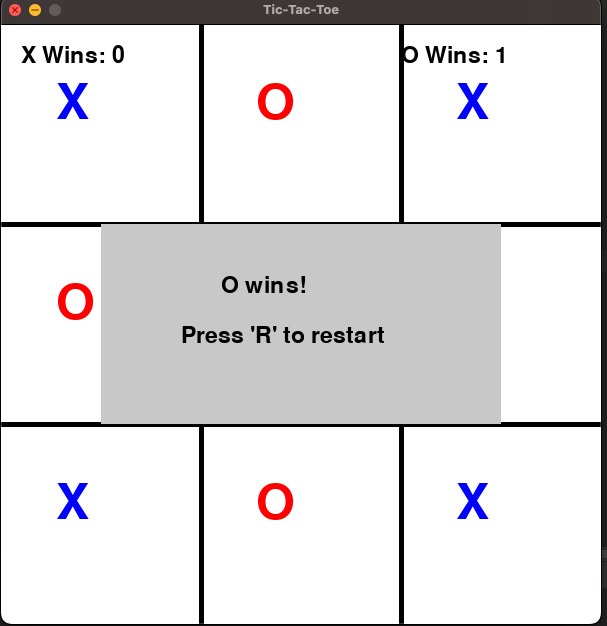 Tic-Tac-Toe
X Wins: 0
O Wins: 1
X O X
O
O wins!
Press 'R' to restart
X O X